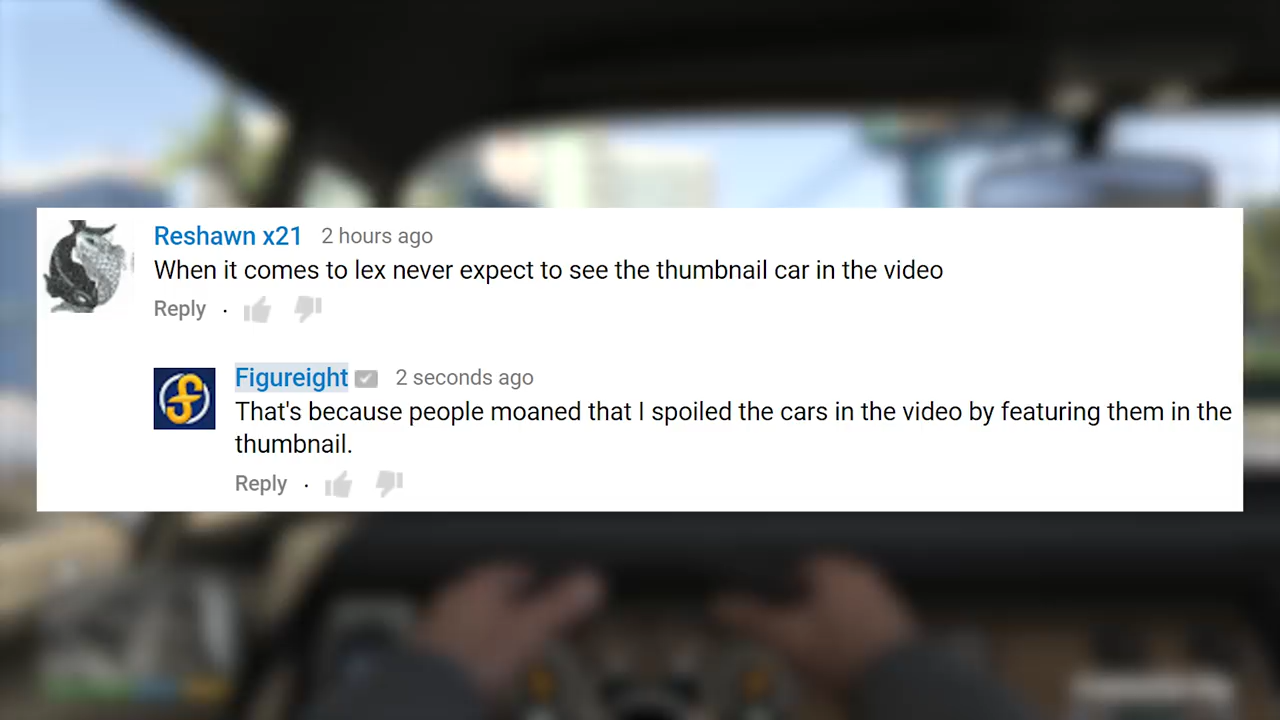 Reshawn x21 2 hours ago
When it comes to lex never expect to see the thumbnail car in the video
Reply ·
Figureight 2 seconds ago
That's because people moaned that I spoiled the cars in the video by featuring them in the
thumbnail.
Reply ·